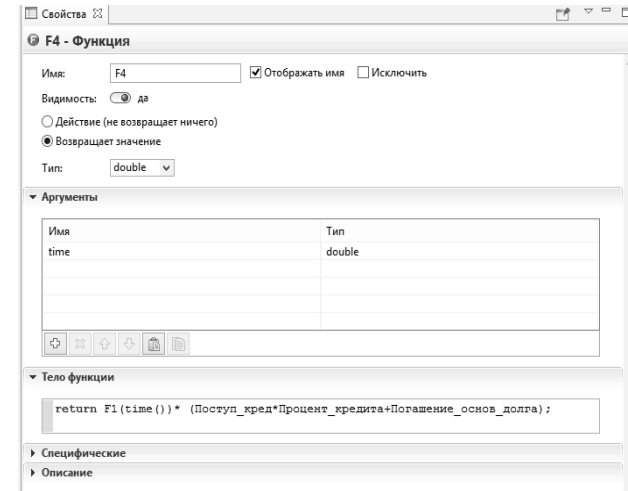 Свойства
F4 - Функция
Имя: F4 Отображать имя Исключить
Видимость: да
Действие (не возвращает ничего)
Возвращает значение
Тип: double
Аргументы
Имя Тип
time double
Тело функции
return F1(time())* (Поступ_кред*Процент_кредита+Погашение_основ_долга);
Специфические
Описание